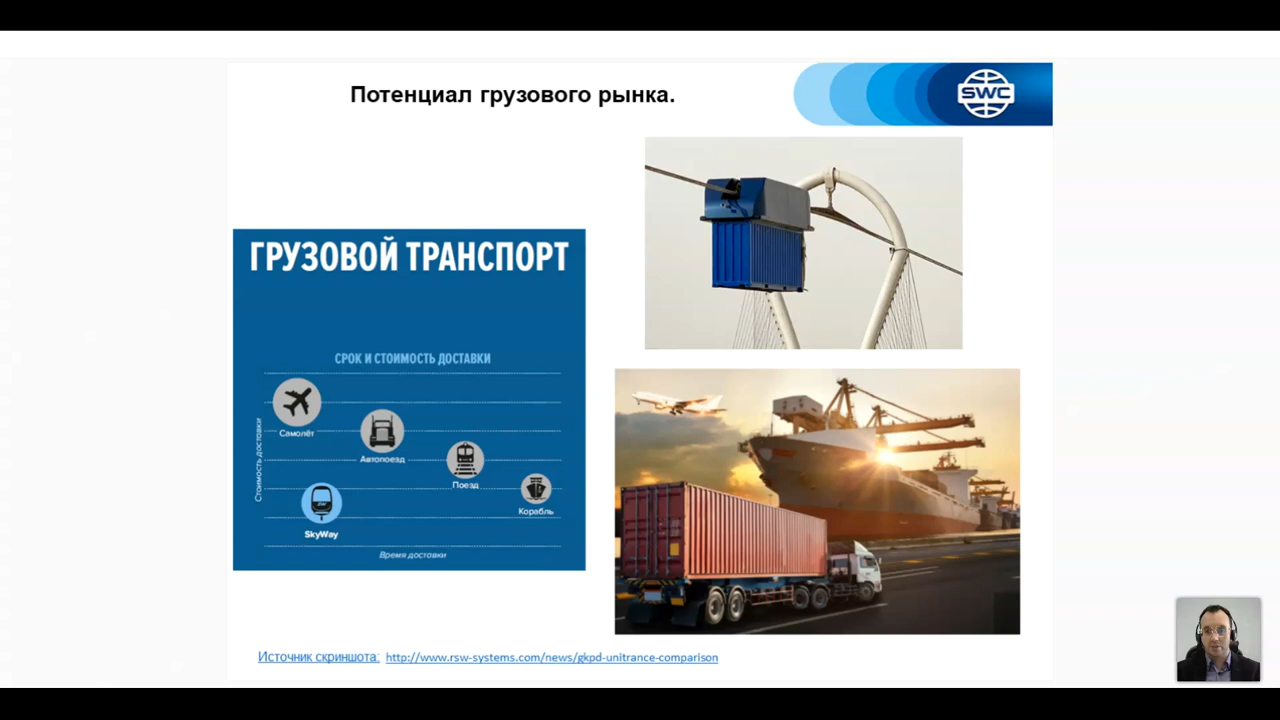 Потенциал грузового рынка.
SWC
ГРУЗОВОЙ ТРАНСПОРТ
СРОК И СТОИМОСТЬ ДОСТАВКИ
Стоимость доставки
Самолёт
Автопоезд
Поезд
Корабль
SkyWay
Время доставки
Источник скриншота: http://www.rsw-systems.com/news/gkpd-unitrance-comparison